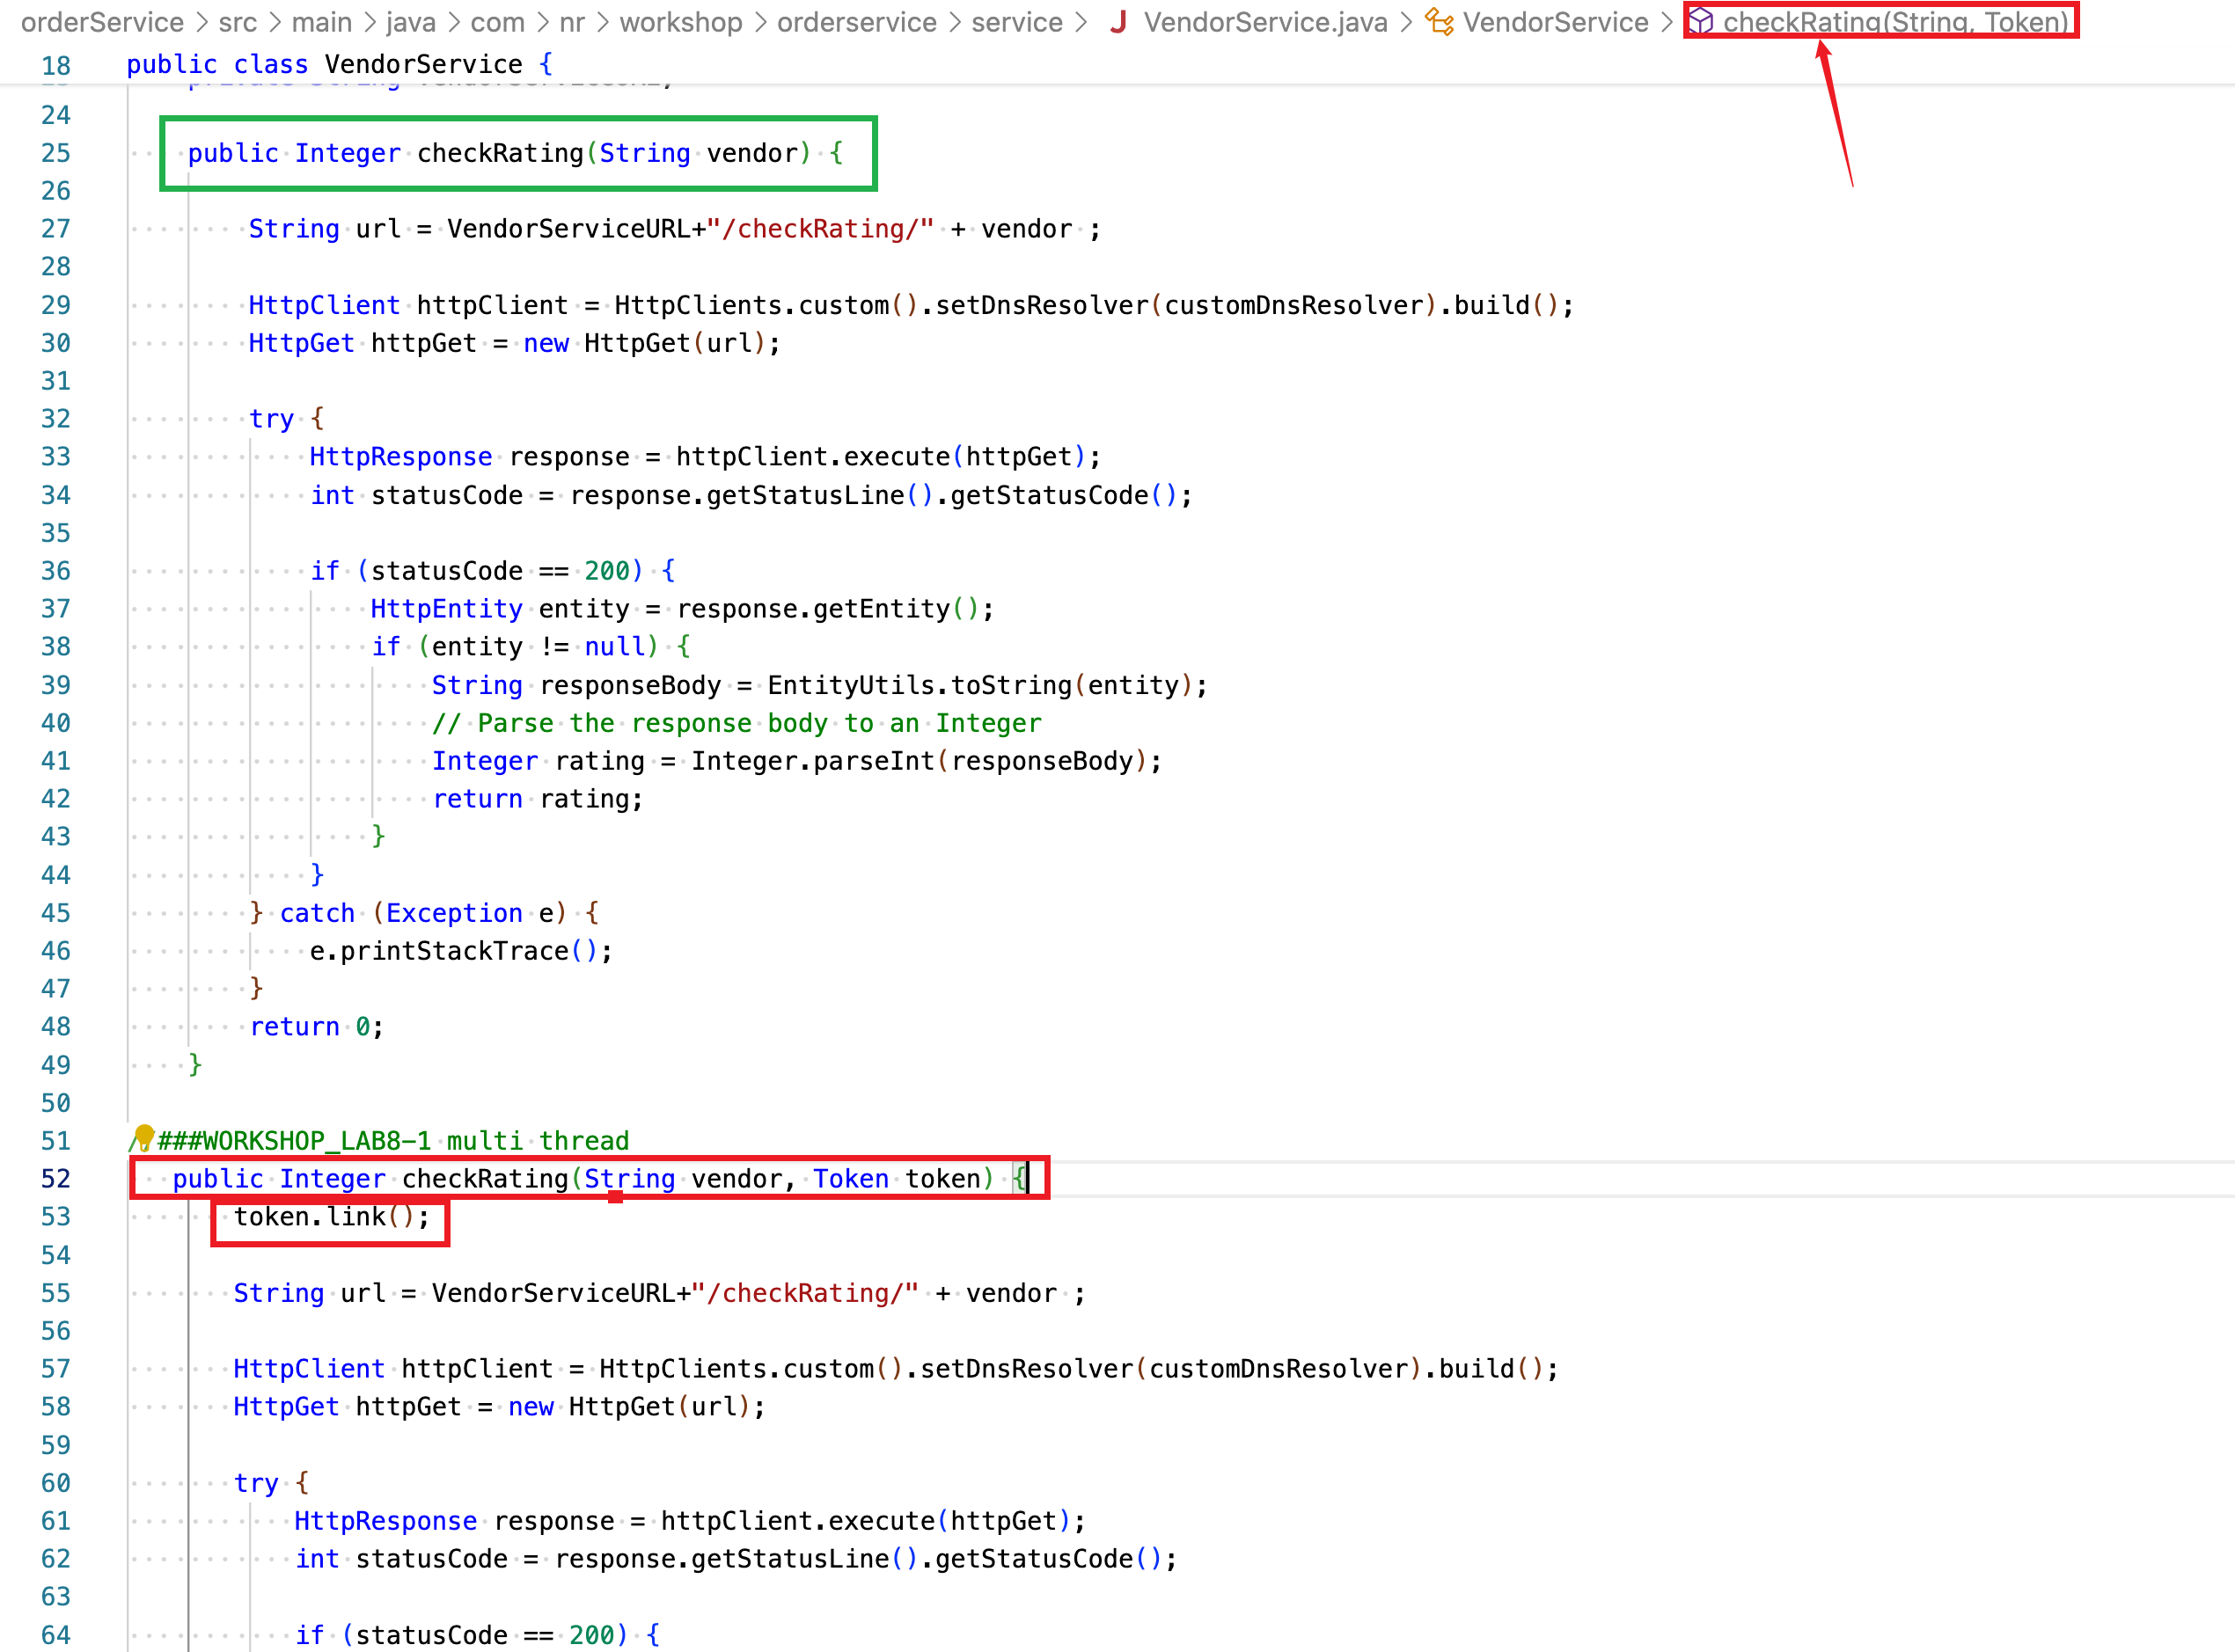 orderService > src > main > java > com > nr > workshop > orderservice > service > J VendorService.java > VendorService > checkRating(String, Token)
18 public class VendorService {
24
25 public Integer checkRating(String vendor) {
26
27 String url = VendorServiceURL+"/checkRating/" + vendor ;
28
29 HttpClient httpClient = HttpClients.custom().setDnsResolver(customDnsResolver).build();
30 HttpGet httpGet = new HttpGet(url);
31
32 try {
33 HttpResponse response = httpClient.execute(httpGet);
34 int statusCode = response.getStatusLine().getStatusCode();
35
36 if (statusCode == 200) {
37 HttpEntity entity = response.getEntity();
38 if (entity != null) {
39 String responseBody = EntityUtils.toString(entity);
40 // Parse the response body to an Integer
41 Integer rating = Integer.parseInt(responseBody);
42 return rating;
43 }
44 }
45 } catch (Exception e) {
46 e.printStackTrace();
47 }
48 return 0;
49 }
50
51 /###WORKSHOP_LAB8-1 multi thread
52 public Integer checkRating(String vendor, Token token) {
53 token.link();
54
55 String url = VendorServiceURL+"/checkRating/" + vendor ;
56
57 HttpClient httpClient = HttpClients.custom().setDnsResolver(customDnsResolver).build();
58 HttpGet httpGet = new HttpGet(url);
59
60 try {
61 HttpResponse response = httpClient.execute(httpGet);
62 int statusCode = response.getStatusLine().getStatusCode();
63
64 if (statusCode == 200) {